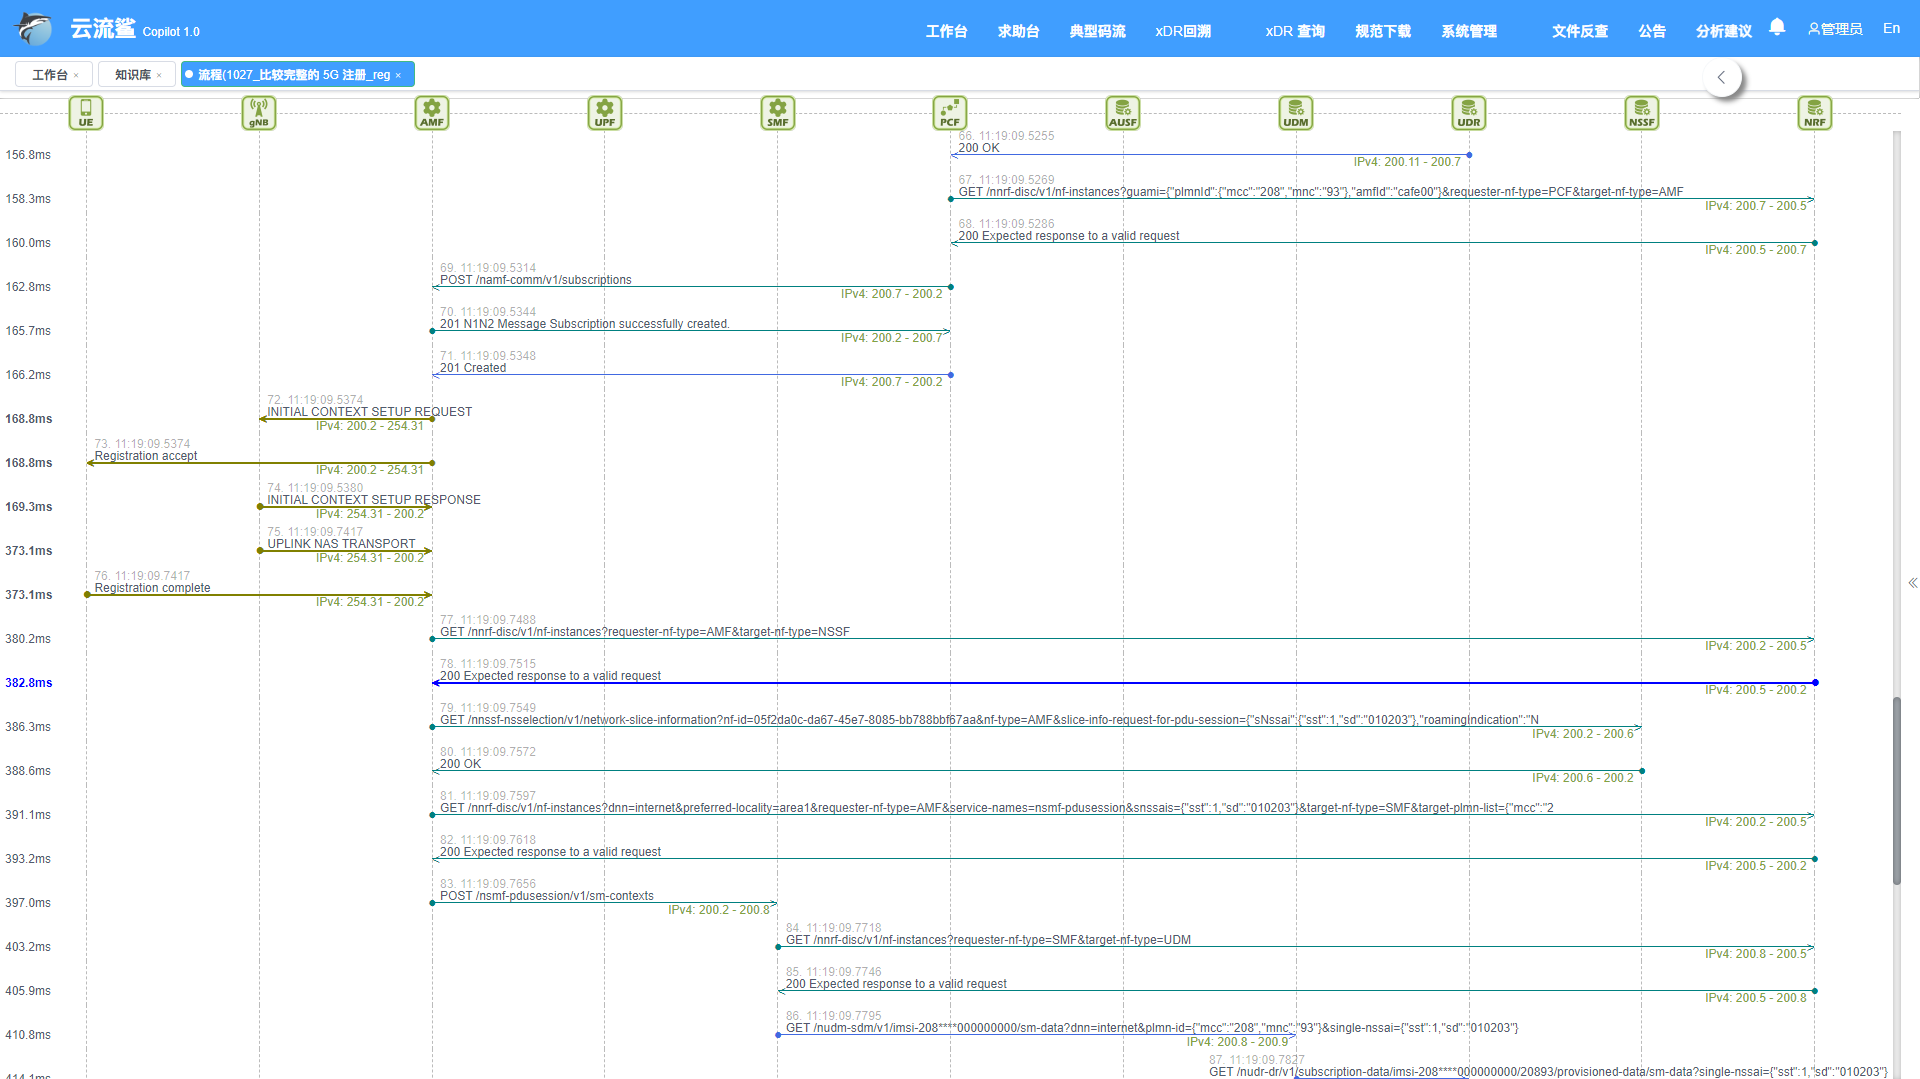 云流鲨 Copilot 1.0
工作台 求助台 典型码流 xDR回溯 xDR 查询 规范下载 系统管理 文件反查 公告 分析建议 管理员 En
工作台 × 知识库 × 流程(1027_比较完整的 5G 注册_reg ×
UE gNB AMF UPF SMF PCF AUSF UDM UDR NSSF NRF
66. 11:19:09.5255
200 OK
156.8ms
IPv4: 200.11 - 200.7
67. 11:19:09.5269
GET /nnrf-disc/v1/nf-instances?guami={"plmnId":{"mcc":"208","mnc":"93"},"amfId":"cafe00"}&requester-nf-type=PCF&target-nf-type=AMF
158.3ms
IPv4: 200.7 - 200.5
68. 11:19:09.5286
200 Expected response to a valid request
160.0ms
IPv4: 200.5 - 200.7
69. 11:19:09.5314
POST /namf-comm/v1/subscriptions
162.8ms
IPv4: 200.7 - 200.2
70. 11:19:09.5344
201 N1N2 Message Subscription successfully created.
165.7ms
IPv4: 200.2 - 200.7
71. 11:19:09.5348
201 Created
166.2ms
IPv4: 200.7 - 200.2
72. 11:19:09.5374
INITIAL CONTEXT SETUP REQUEST
168.8ms
IPv4: 200.2 - 254.31
73. 11:19:09.5374
Registration accept
168.8ms
IPv4: 200.2 - 254.31
74. 11:19:09.5380
INITIAL CONTEXT SETUP RESPONSE
169.3ms
IPv4: 254.31 - 200.2
75. 11:19:09.7417
UPLINK NAS TRANSPORT
373.1ms
IPv4: 254.31 - 200.2
76. 11:19:09.7417
Registration complete
373.1ms
IPv4: 254.31 - 200.2
77. 11:19:09.7488
GET /nnrf-disc/v1/nf-instances?requester-nf-type=AMF&target-nf-type=NSSF
380.2ms
IPv4: 200.2 - 200.5
78. 11:19:09.7515
200 Expected response to a valid request
382.8ms
IPv4: 200.5 - 200.2
79. 11:19:09.7549
GET /nnssf-nsselection/v1/network-slice-information?nf-id=05f2da0c-da67-45e7-8085-bb788bbf67aa&nf-type=AMF&slice-info-request-for-pdu-session={"sNssai":{"sst":1,"sd":"010203"},"roamingIndication":"N
386.3ms
IPv4: 200.2 - 200.6
80. 11:19:09.7572
200 OK
388.6ms
IPv4: 200.6 - 200.2
81. 11:19:09.7597
GET /nnrf-disc/v1/nf-instances?dnn=internet&preferred-locality=area1&requester-nf-type=AMF&service-names=nsmf-pdusession&snssais={"sst":1,"sd":"010203"}&target-nf-type=SMF&target-plmn-list={"mcc":"2
391.1ms
IPv4: 200.2 - 200.5
82. 11:19:09.7618
200 Expected response to a valid request
393.2ms
IPv4: 200.5 - 200.2
83. 11:19:09.7656
POST /nsmf-pdusession/v1/sm-contexts
397.0ms
IPv4: 200.2 - 200.8
84. 11:19:09.7718
GET /nnrf-disc/v1/nf-instances?requester-nf-type=SMF&target-nf-type=UDM
403.2ms
IPv4: 200.8 - 200.5
85. 11:19:09.7746
200 Expected response to a valid request
405.9ms
IPv4: 200.5 - 200.8
86. 11:19:09.7795
GET /nudm-sdm/v1/imsi-208****000000000/sm-data?dnn=internet&plmn-id={"mcc":"208","mnc":"93"}&single-nssai={"sst":1,"sd":"010203"}
410.8ms
IPv4: 200.8 - 200.9
87. 11:19:09.7827
GET /nudr-dr/v1/subscription-data/imsi-208****000000000/20893/provisioned-data/sm-data?single-nssai={"sst":1,"sd":"010203"}
414.1ms